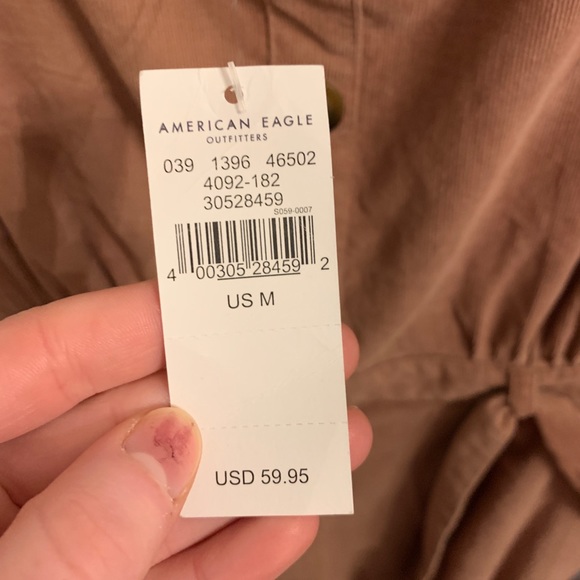 AMERICAN EAGLE
OUTFITTERS
039 1396 46502
4092-182
30528459
S059-0007
4 00305 28459 2
US M
USD 59.95